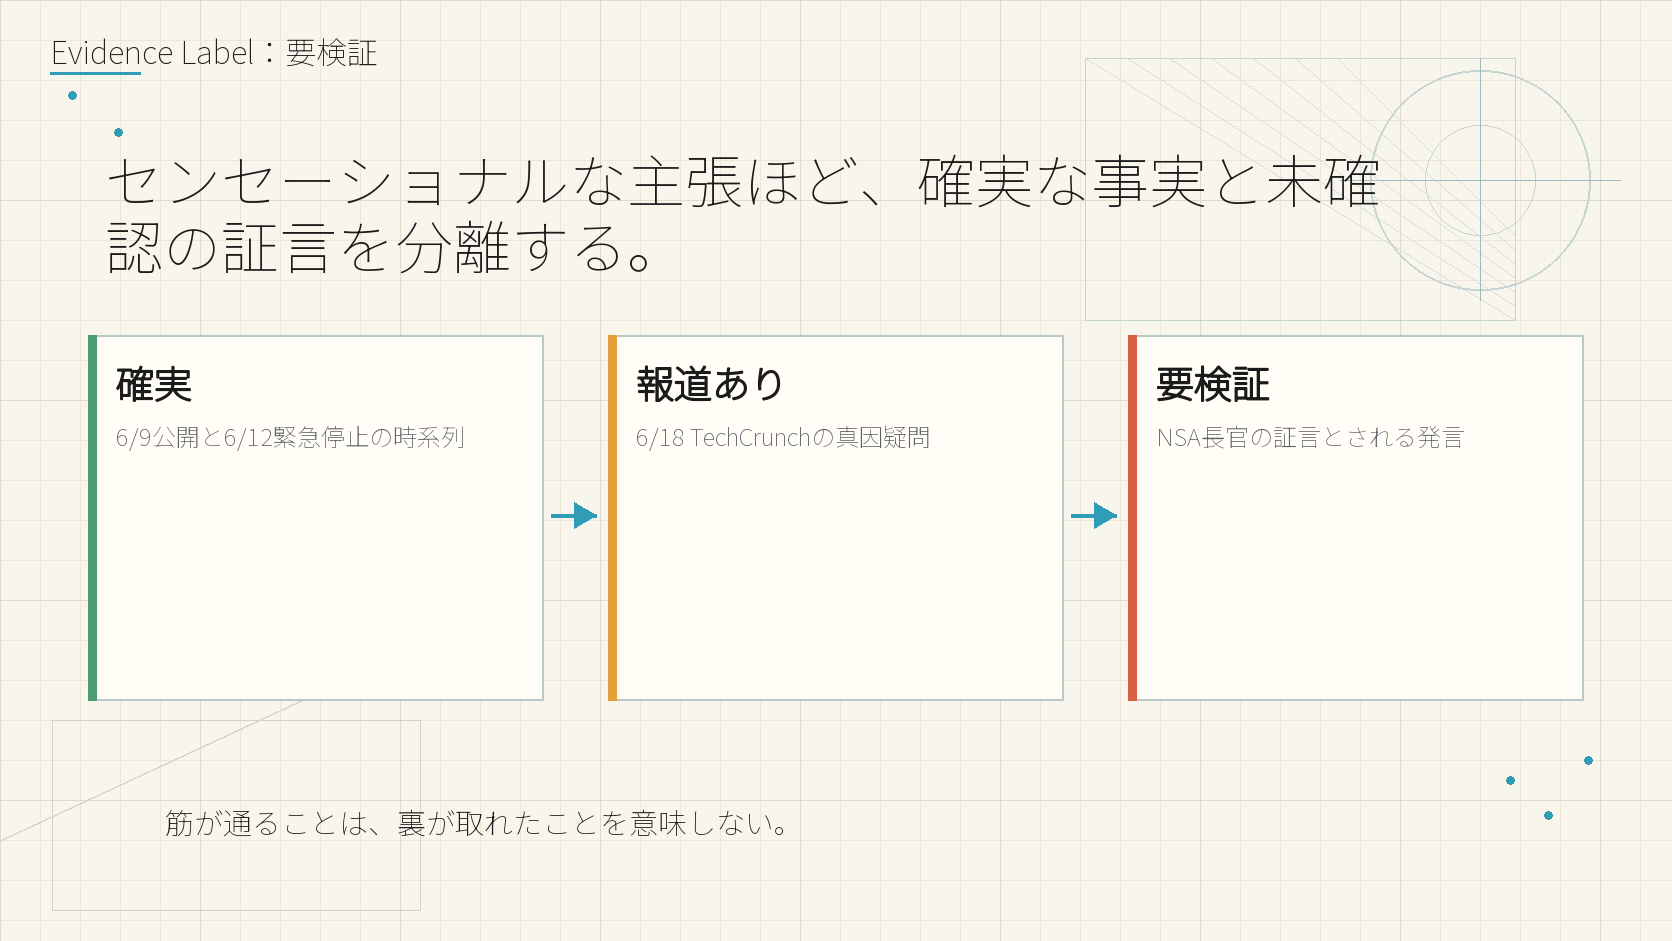 Evidence Label：要検証
センセーショナルな主張ほど、確実な事実と未確
認の証言を分離する。
確実
6/9公開と6/12緊急停止の時系列
報道あり
6/18 TechCrunchの真因疑問
要検証
NSA長官の証言とされる発言
筋が通ることは、裏が取れたことを意味しない。